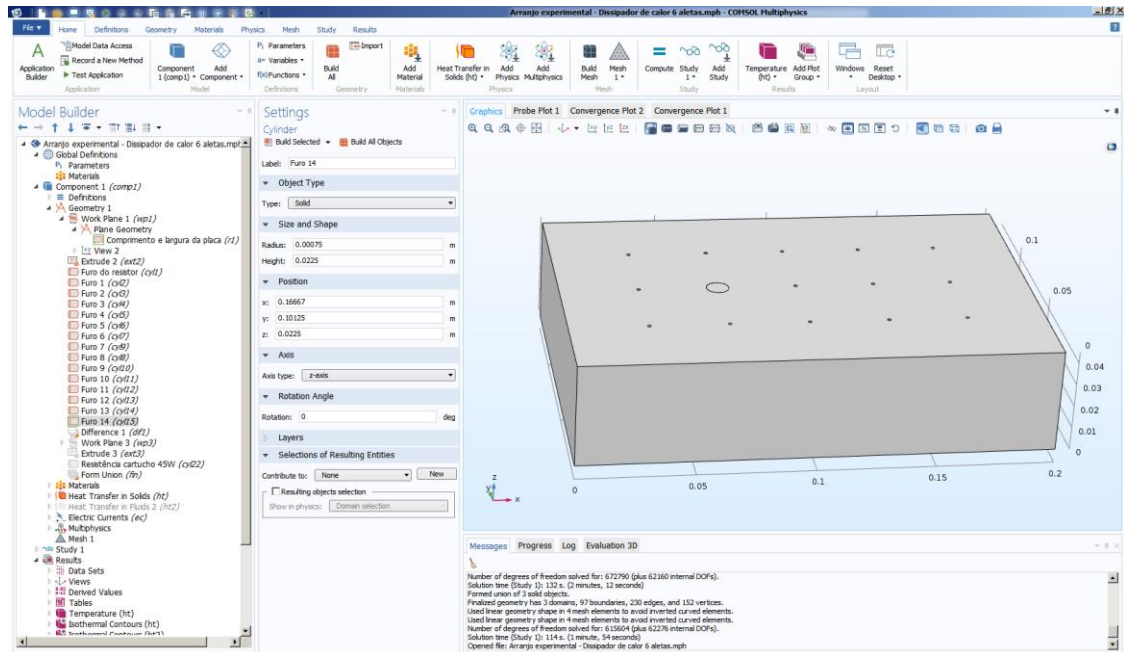 Arranjo experimental - Dissipador de calor 6 aletas.mph - COMSOL Multiphysics
File Home Definitions Geometry Materials Physics Mesh Study Results
Application Builder
Model Data Access
Record a New Method
Test Application
Application
Component 1 (comp1)
Add Component
Model
Pi Parameters
a= Variables
f(x) Functions
Definitions
Build All
Import
Geometry
Add Material
Materials
Heat Transfer in Solids (ht)
Add Physics
Add Multiphysics
Physics
Build Mesh
Mesh 1
Mesh
Compute
Study 1
Add Study
Study
Temperature (ht)
Add Plot Group
Results
Windows
Reset Desktop
Layout
Model Builder
Arranjo experimental - Dissipador de calor 6 aletas.mph
Global Definitions
Pi Parameters
Materials
Component 1 (comp1)
Definitions
Geometry 1
Work Plane 1 (wp1)
Plane Geometry
Comprimento e largura da placa (r1)
View 2
Extrude 2 (ext2)
Furo do resistor (cyl1)
Furo 1 (cyl2)
Furo 2 (cyl3)
Furo 3 (cyl4)
Furo 4 (cyl5)
Furo 5 (cyl6)
Furo 6 (cyl7)
Furo 7 (cyl9)
Furo 8 (cyl8)
Furo 9 (cyl10)
Furo 10 (cyl11)
Furo 11 (cyl12)
Furo 12 (cyl13)
Furo 13 (cyl14)
Furo 14 (cyl15)
Difference 1 (dif1)
Work Plane 3 (wp3)
Extrude 3 (ext3)
Resistência cartucho 45W (cyl22)
Form Union (fin)
Materials
Heat Transfer in Solids (ht)
Heat Transfer in Fluids 2 (ht2)
Electric Currents (ec)
Multiphysics
Mesh 1
Study 1
Results
Data Sets
Views
Derived Values
Tables
Temperature (ht)
Isothermal Contours (ht)
Isothermal Contours (ht2)
Settings
Cylinder
Build Selected Build All Objects
Label: Furo 14
Object Type
Type: Solid
Size and Shape
Radius: 0.00075 m
Height: 0.0225 m
Position
x: 0.16667 m
y: 0.10125 m
z: 0.0225 m
Axis
Axis type: z-axis
Rotation Angle
Rotation: 0 deg
Layers
Selections of Resulting Entities
Contribute to: None New
Resulting objects selection
Show in physics: Domain selection
Graphics Probe Plot 1 Convergence Plot 2 Convergence Plot 1
0.1
0.05
0
0.04
0.03
0.02
0.01
0
0 0.05 0.1 0.15 0.2
z
y
x
Messages Progress Log Evaluation 3D
Number of degrees of freedom solved for: 672790 (plus 62160 internal DOFs).
Solution time (Study 1): 132 s. (2 minutes, 12 seconds)
Formed union of 3 solid objects.
Finalized geometry has 3 domains, 97 boundaries, 230 edges, and 152 vertices.
Used linear geometry shape in 4 mesh elements to avoid inverted curved elements.
Used linear geometry shape in 4 mesh elements to avoid inverted curved elements.
Number of degrees of freedom solved for: 615604 (plus 62276 internal DOFs).
Solution time (Study 1): 114 s. (1 minute, 54 seconds)
Opened file: Arranjo experimental - Dissipador de calor 6 aletas.mph